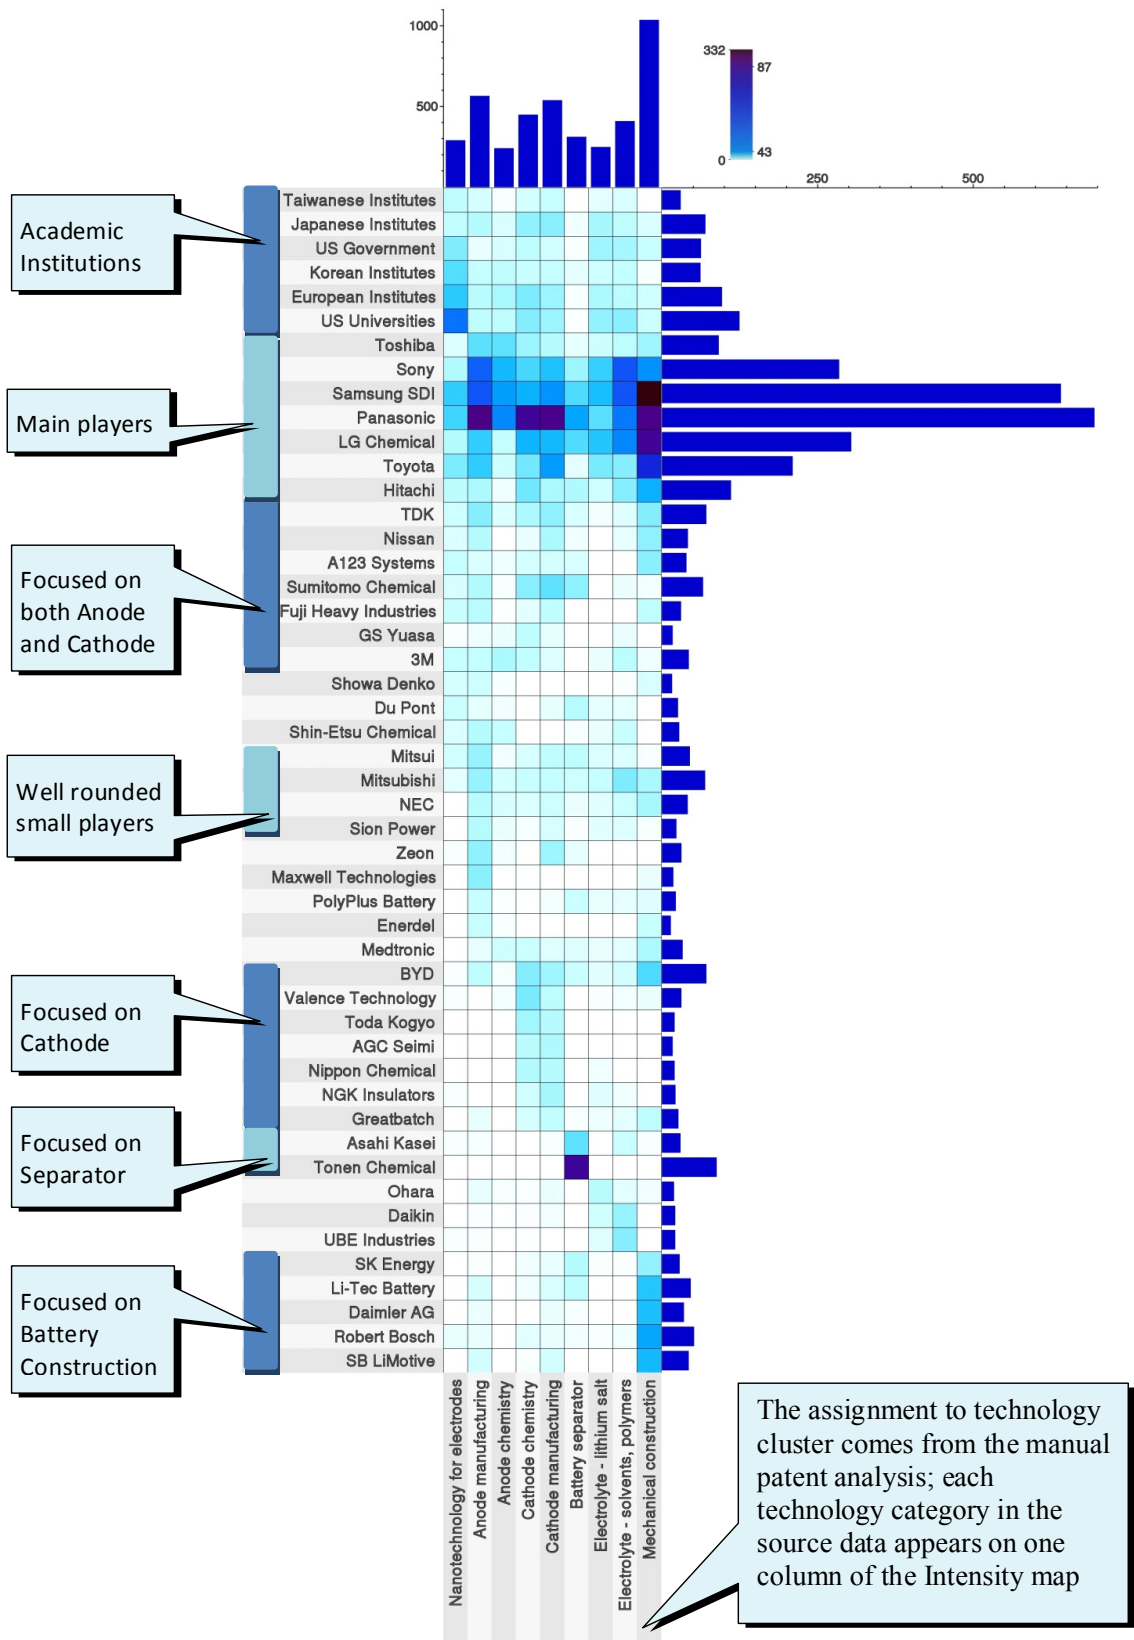 1000
500
332
87
43
0
250
500
Academic
Institutions
Main players
Focused on
both Anode
and Cathode
Well rounded
small players
Focused on
Cathode
Focused on
Separator
Focused on
Battery
Construction
Taiwanese Institutes
Japanese Institutes
US Government
Korean Institutes
European Institutes
US Universities
Toshiba
Sony
Samsung SDI
Panasonic
LG Chemical
Toyota
Hitachi
TDK
Nissan
A123 Systems
Sumitomo Chemical
Fuji Heavy Industries
GS Yuasa
3M
Showa Denko
Du Pont
Shin-Etsu Chemical
Mitsui
Mitsubishi
NEC
Sion Power
Zeon
Maxwell Technologies
PolyPlus Battery
Enerdel
Medtronic
BYD
Valence Technology
Toda Kogyo
AGC Seimi
Nippon Chemical
NGK Insulators
Greatbatch
Asahi Kasei
Tonen Chemical
Ohara
Daikin
UBE Industries
SK Energy
Li-Tec Battery
Daimler AG
Robert Bosch
SB LiMotive
Nanotechnology for electrodes
Anode manufacturing
Anode chemistry
Cathode chemistry
Cathode manufacturing
Battery separator
Electrolyte - lithium salt
Electrolyte - solvents, polymers
Mechanical construction
The assignment to technology
cluster comes from the manual
patent analysis; each
technology category in the
source data appears on one
column of the Intensity map